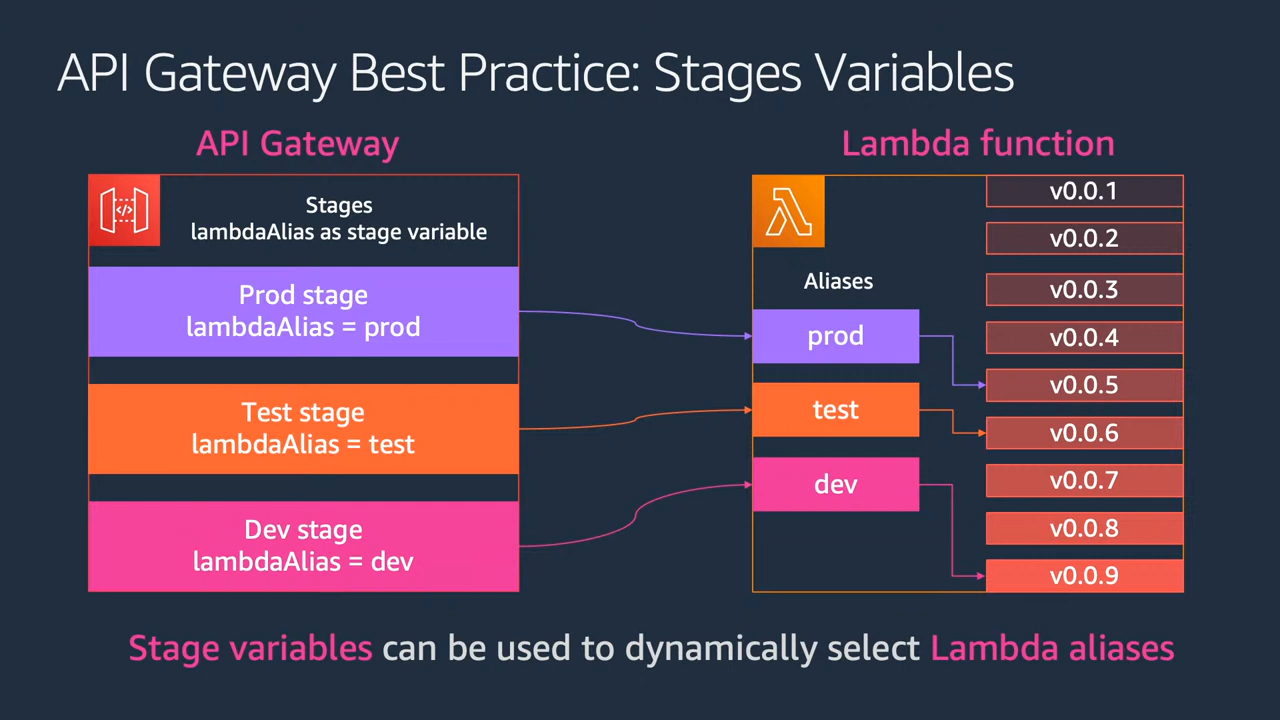 API Gateway Best Practice: Stages Variables
API Gateway
</>
Stages
lambdaAlias as stage variable
Prod stage
lambdaAlias = prod
Test stage
lambdaAlias = test
Dev stage
lambdaAlias = dev
Lambda function
Aliases
prod
test
dev
v0.0.1
v0.0.2
v0.0.3
v0.0.4
v0.0.5
v0.0.6
v0.0.7
v0.0.8
v0.0.9
Stage variables can be used to dynamically select Lambda aliases